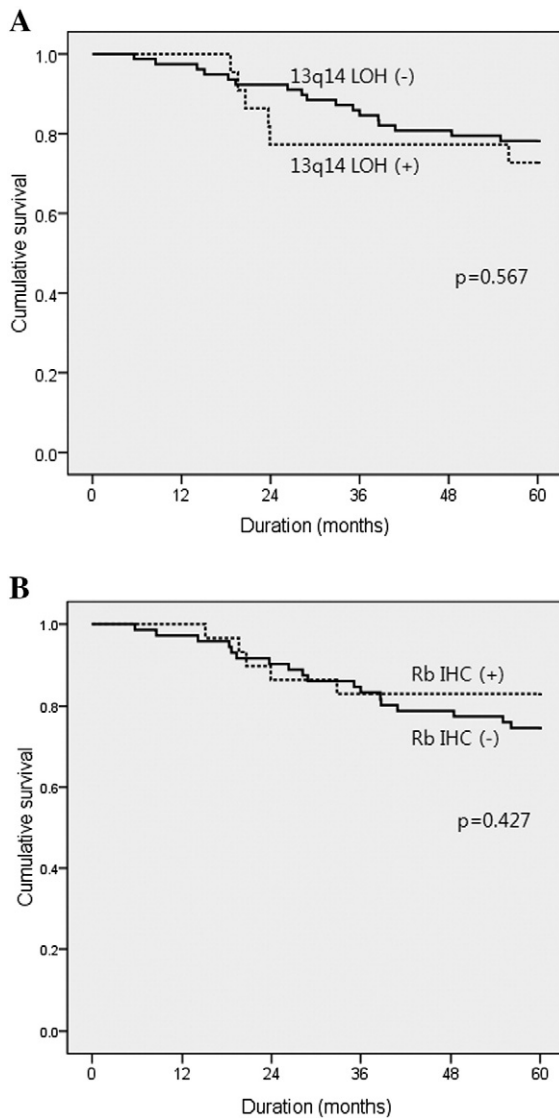 A
1.0
0.8
0.6
0.4
0.2
0.0
Cumulative survival
13q14 LOH (-)
13q14 LOH (+)
p=0.567
0 12 24 36 48 60
Duration (months)
B
1.0
0.8
0.6
0.4
0.2
0.0
Cumulative survival
Rb IHC (+)
Rb IHC (-)
p=0.427
0 12 24 36 48 60
Duration (months)